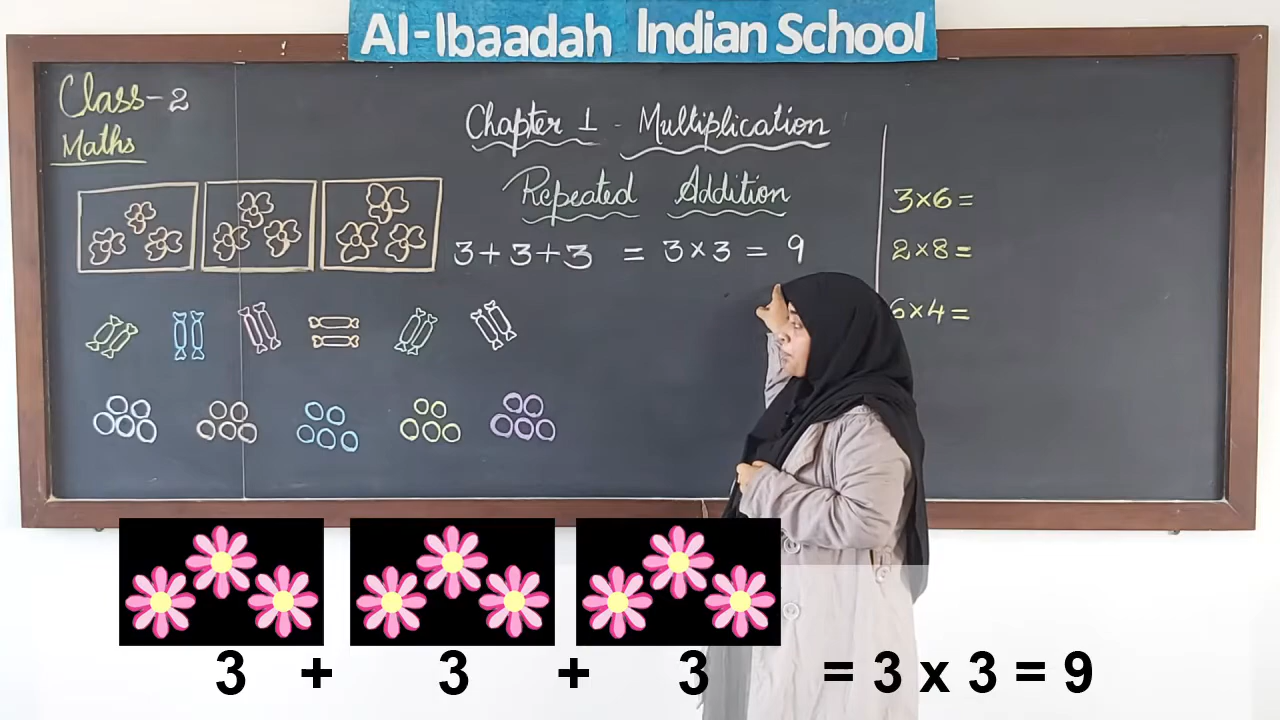 Al-Ibaadah Indian School
Class-2
Maths
Chapter 1 - Multiplication
Repeated Addition
3+3+3 = 3×3 = 9
3×6=
2×8=
6×4=
3 + 3 + 3 = 3 x 3 = 9